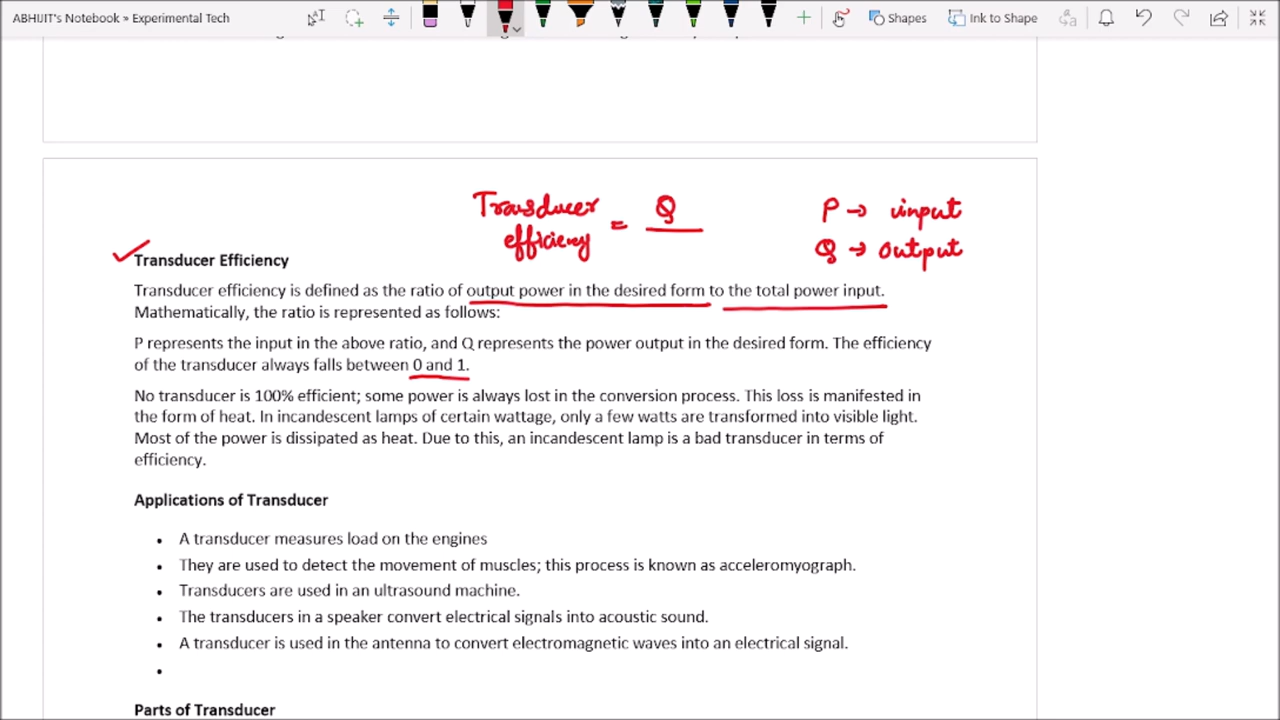 ABHIJIT's Notebook » Experimental Tech
Shapes
Ink to Shape
Transducer efficiency = Q
P → input
Q → output
Transducer Efficiency
Transducer efficiency is defined as the ratio of output power in the desired form to the total power input.
Mathematically, the ratio is represented as follows:
P represents the input in the above ratio, and Q represents the power output in the desired form. The efficiency
of the transducer always falls between 0 and 1.
No transducer is 100% efficient; some power is always lost in the conversion process. This loss is manifested in
the form of heat. In incandescent lamps of certain wattage, only a few watts are transformed into visible light.
Most of the power is dissipated as heat. Due to this, an incandescent lamp is a bad transducer in terms of
efficiency.
Applications of Transducer
• A transducer measures load on the engines
• They are used to detect the movement of muscles; this process is known as acceleromyograph.
• Transducers are used in an ultrasound machine.
• The transducers in a speaker convert electrical signals into acoustic sound.
• A transducer is used in the antenna to convert electromagnetic waves into an electrical signal.
•
Parts of Transducer